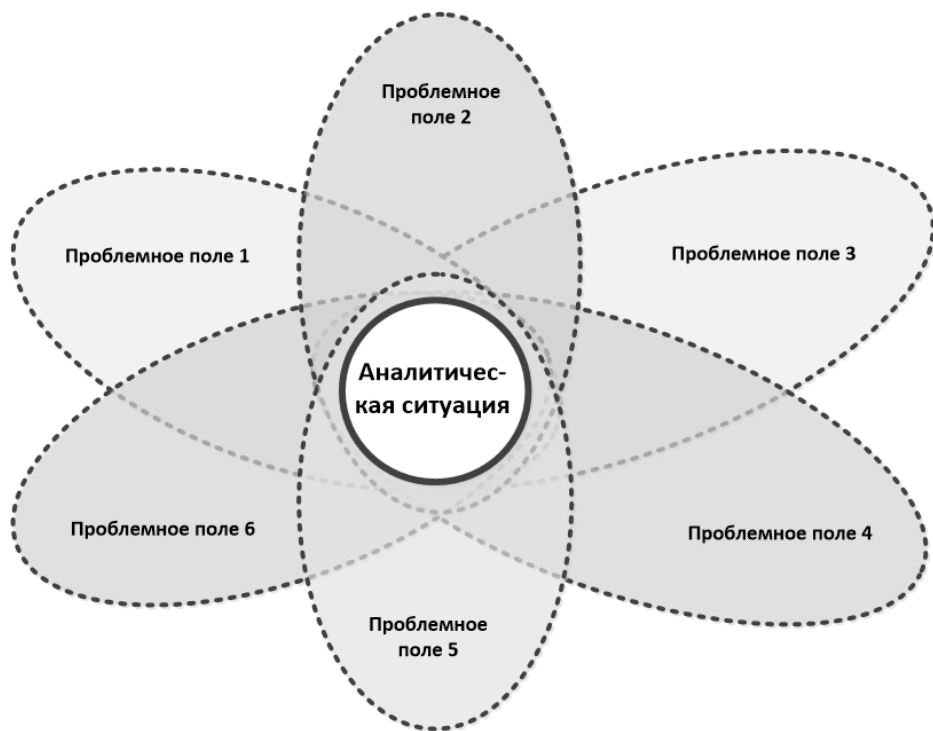 Проблемное
поле 2
Проблемное поле 1
Проблемное поле 3
Аналитичес-
кая ситуация
Проблемное поле 6
Проблемное поле 4
Проблемное
поле 5